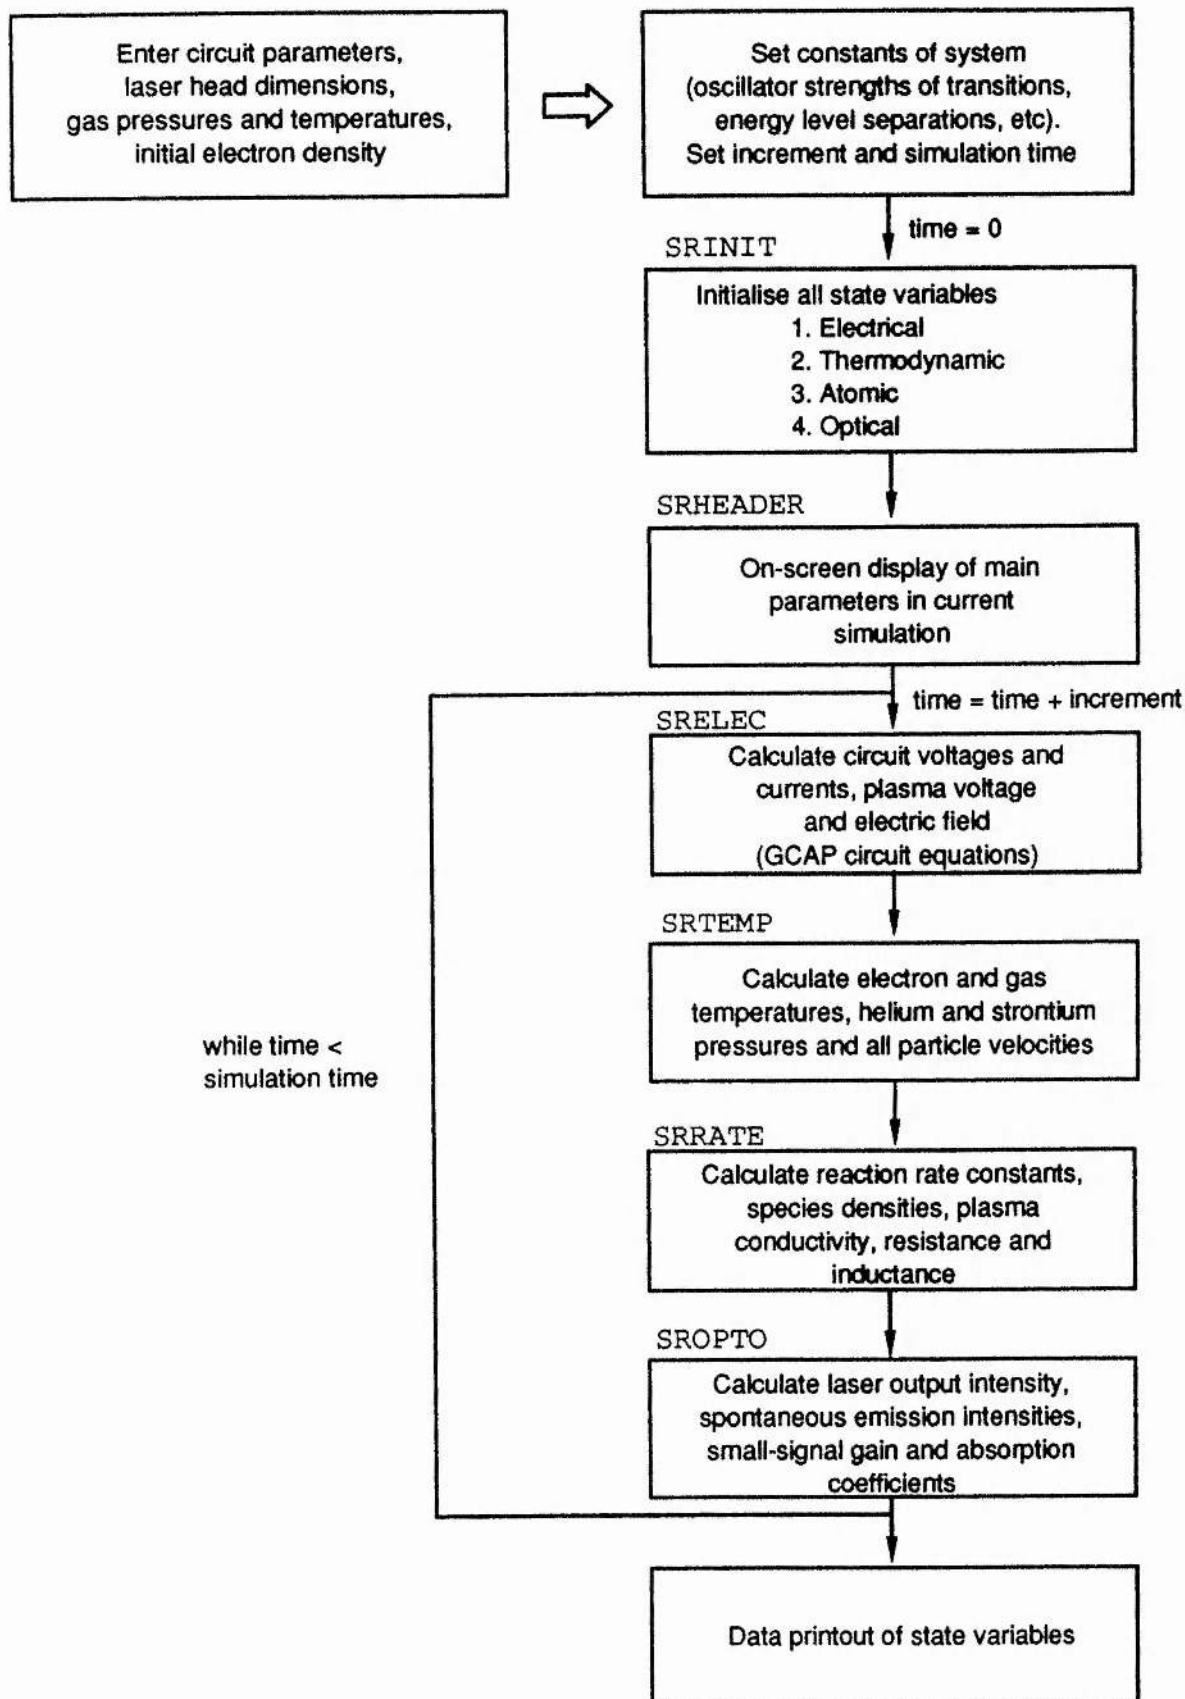 Enter circuit parameters,
laser head dimensions,
gas pressures and temperatures,
initial electron density
Set constants of system
(oscillator strengths of transitions,
energy level separations, etc).
Set increment and simulation time
time = 0
SRINIT
Initialise all state variables
1. Electrical
2. Thermodynamic
3. Atomic
4. Optical
SRHEADER
On-screen display of main
parameters in current
simulation
time = time + increment
SRELEC
Calculate circuit voltages and
currents, plasma voltage
and electric field
(GCAP circuit equations)
SRTEMP
Calculate electron and gas
temperatures, helium and strontium
pressures and all particle velocities
while time <
simulation time
SRRATE
Calculate reaction rate constants,
species densities, plasma
conductivity, resistance and
inductance
SROPTO
Calculate laser output intensity,
spontaneous emission intensities,
small-signal gain and absorption
coefficients
Data printout of state variables